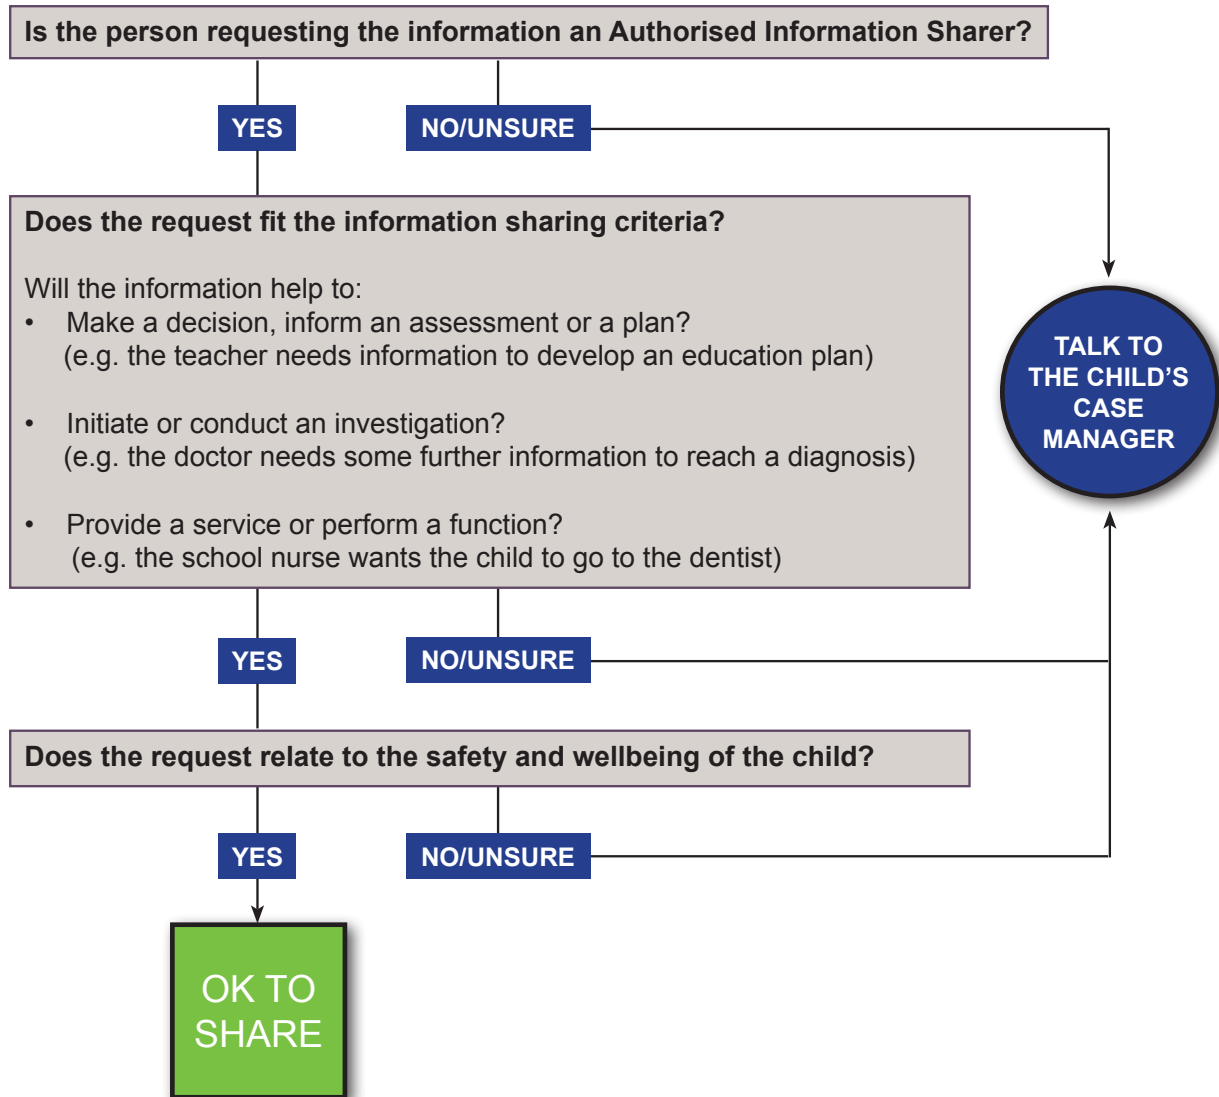 Is the person requesting the information an Authorised Information Sharer?
YES
NO/UNSURE
Does the request fit the information sharing criteria?
Will the information help to:
• Make a decision, inform an assessment or a plan?
(e.g. the teacher needs information to develop an education plan)
• Initiate or conduct an investigation?
(e.g. the doctor needs some further information to reach a diagnosis)
• Provide a service or perform a function?
(e.g. the school nurse wants the child to go to the dentist)
TALK TO
THE CHILD’S
CASE
MANAGER
YES
NO/UNSURE
Does the request relate to the safety and wellbeing of the child?
YES
NO/UNSURE
OK TO
SHARE